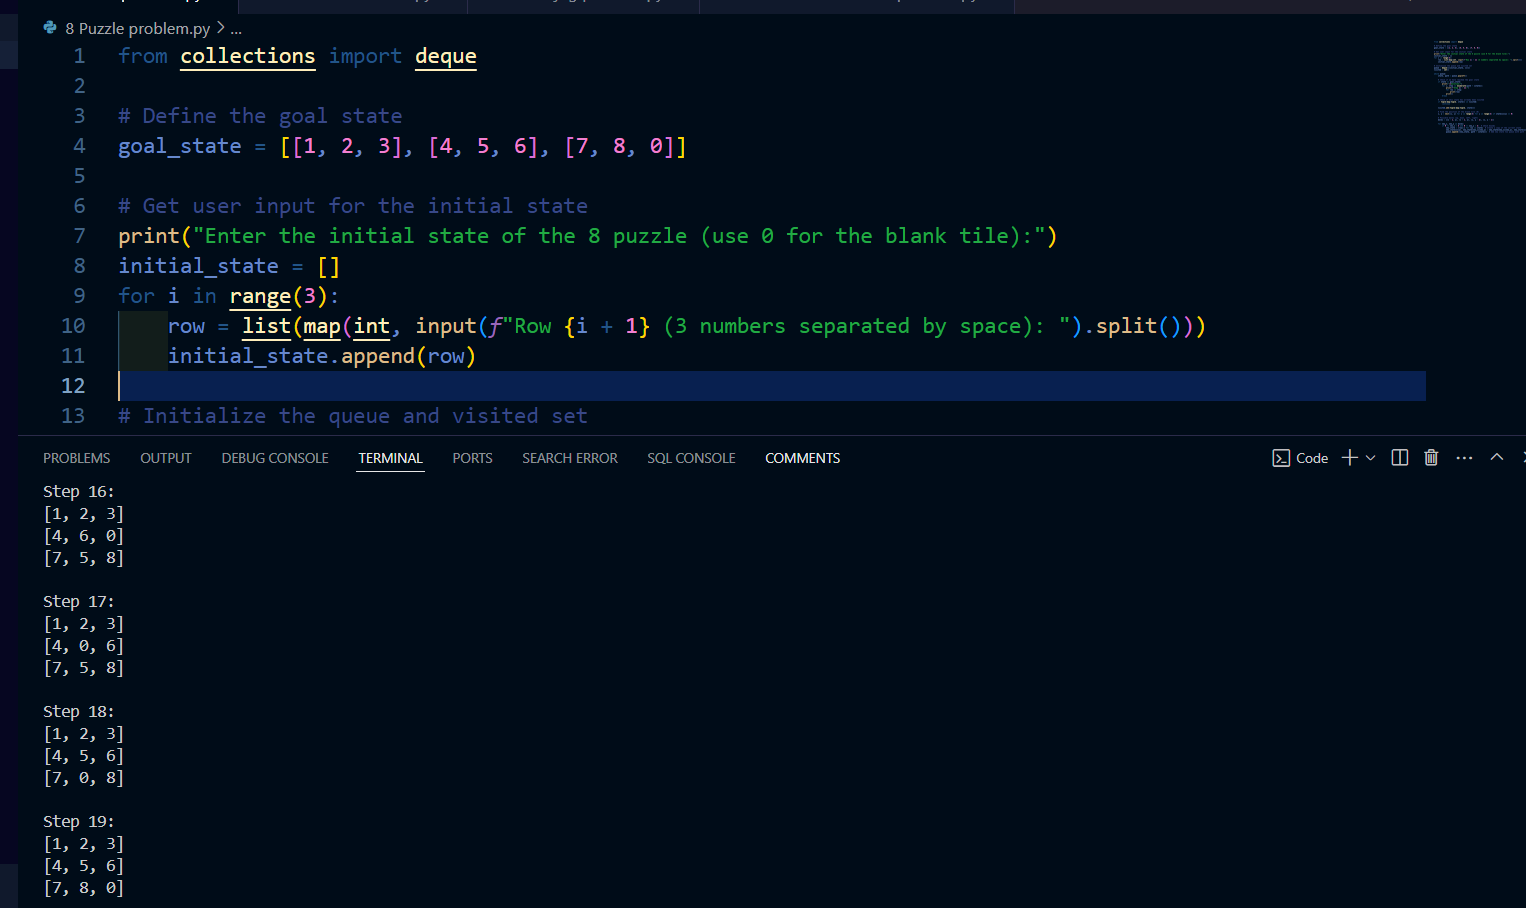 8 Puzzle problem.py > ...
1 from collections import deque
2
3 # Define the goal state
4 goal_state = [[1, 2, 3], [4, 5, 6], [7, 8, 0]]
5
6 # Get user input for the initial state
7 print("Enter the initial state of the 8 puzzle (use 0 for the blank tile):")
8 initial_state = []
9 for i in range(3):
10 row = list(map(int, input(f"Row {i + 1} (3 numbers separated by space): ").split()))
11 initial_state.append(row)
12
13 # Initialize the queue and visited set
PROBLEMS OUTPUT DEBUG CONSOLE TERMINAL PORTS SEARCH ERROR SQL CONSOLE COMMENTS Code
Step 16:
[1, 2, 3]
[4, 6, 0]
[7, 5, 8]
Step 17:
[1, 2, 3]
[4, 0, 6]
[7, 5, 8]
Step 18:
[1, 2, 3]
[4, 5, 6]
[7, 0, 8]
Step 19:
[1, 2, 3]
[4, 5, 6]
[7, 8, 0]